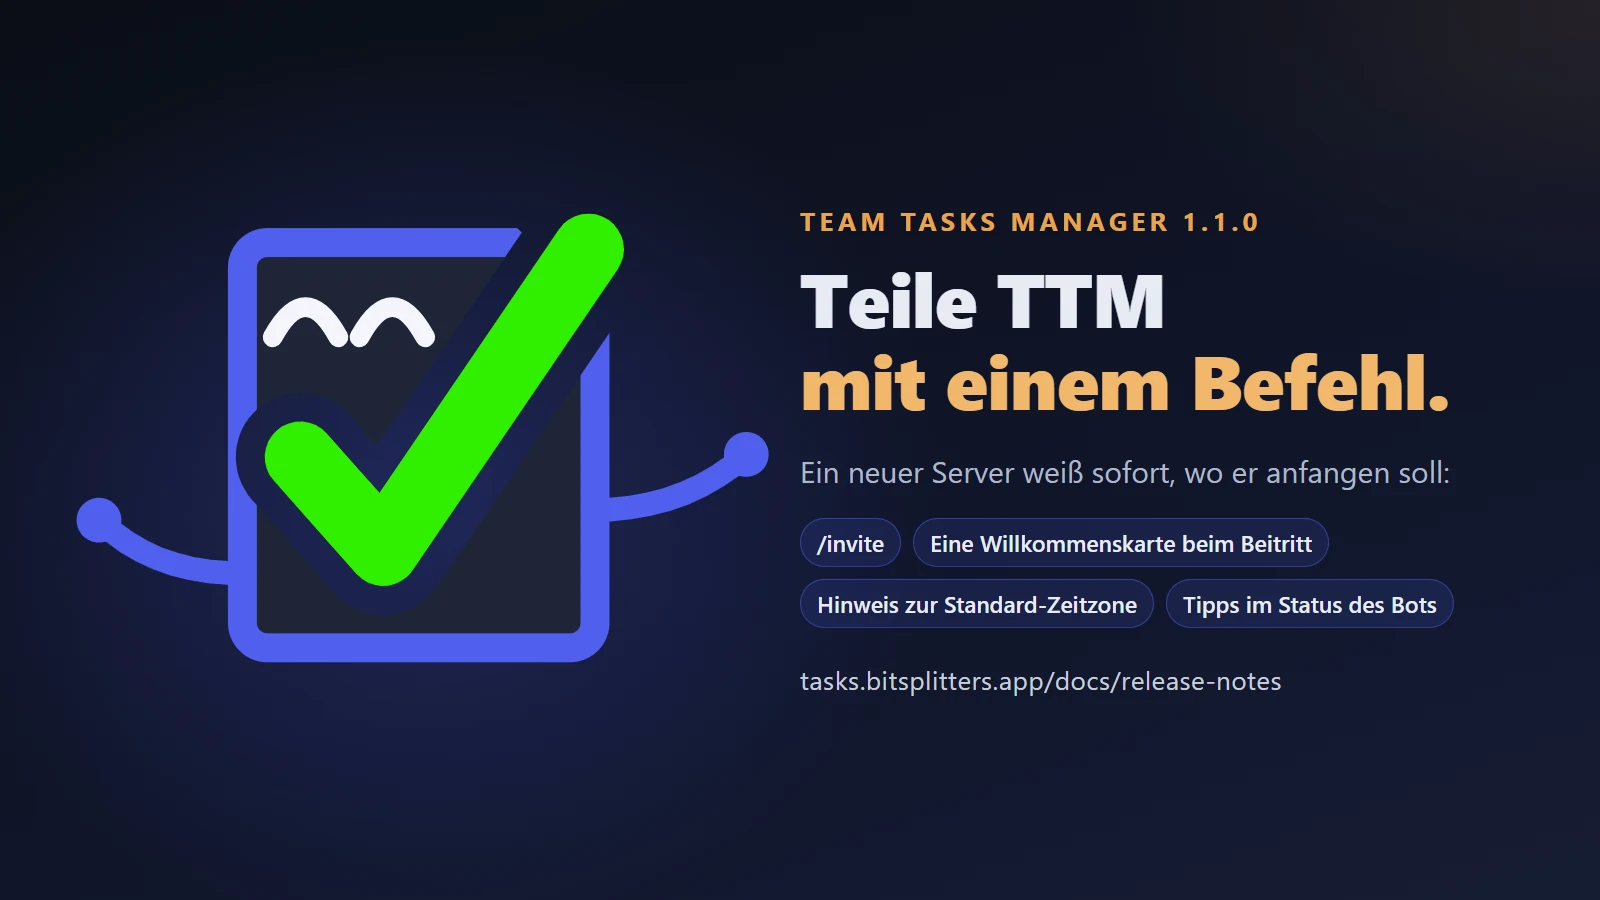 TEAM TASKS MANAGER 1.1.0
Teile TTM
mit einem Befehl.
Ein neuer Server weiß sofort, wo er anfangen soll:
/invite
Eine Willkommenskarte beim Beitritt
Hinweis zur Standard-Zeitzone
Tipps im Status des Bots
tasks.bitsplitters.app/docs/release-notes